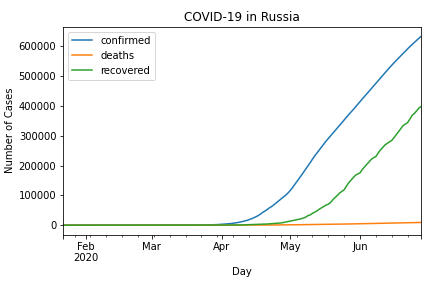 COVID-19 in Russia
confirmed
deaths
recovered
Number of Cases
600000
500000
400000
300000
200000
100000
0
Feb
2020
Mar
Apr
May
Jun
Day